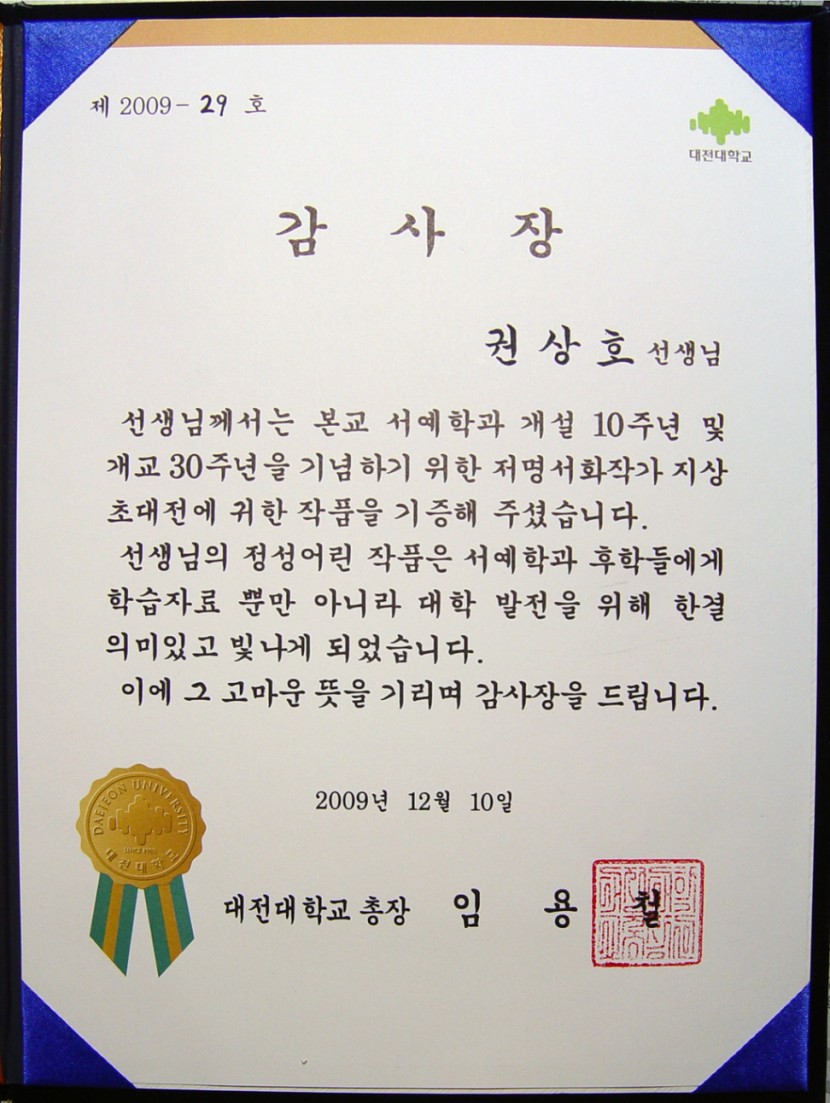 제 2009- 29 호
대전대학교
감 사 장
권 상 호 선생님
선생님께서는 본교 서예학과 개설 10주년 및
개교 30주년을 기념하기 위한 저명서화작가 지상
초대전에 귀한 작품을 기증해 주셨습니다.
선생님의 정성어린 작품은 서예학과 후학들에게
학습자료 뿐만 아니라 대학 발전을 위해 한결
의미있고 빛나게 되었습니다.
이에 그 고마운 뜻을 기리며 감사장을 드립니다.
2009년 12월 10일
DAEJEON UNIVERSITY
대전대학교
대전대학교 총장 임 용 철